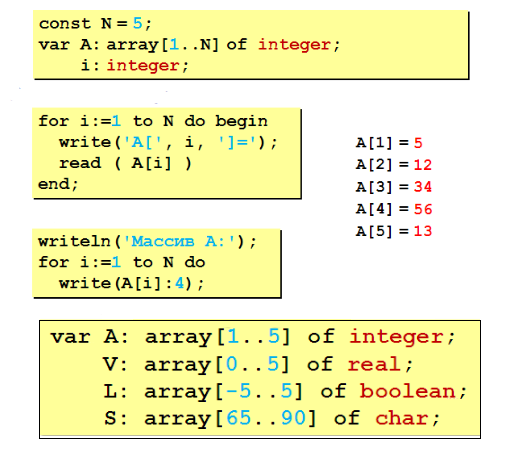 const N = 5;
var A: array[1..N] of integer;
i: integer;
for i:=1 to N do begin
write('A[', i, ']=');
read ( A[i] )
end;
A[1] = 5
A[2] = 12
A[3] = 34
A[4] = 56
A[5] = 13
writeln('Массив A:');
for i:=1 to N do
write(A[i]:4);
var A: array[1..5] of integer;
V: array[0..5] of real;
L: array[-5..5] of boolean;
S: array[65..90] of char;